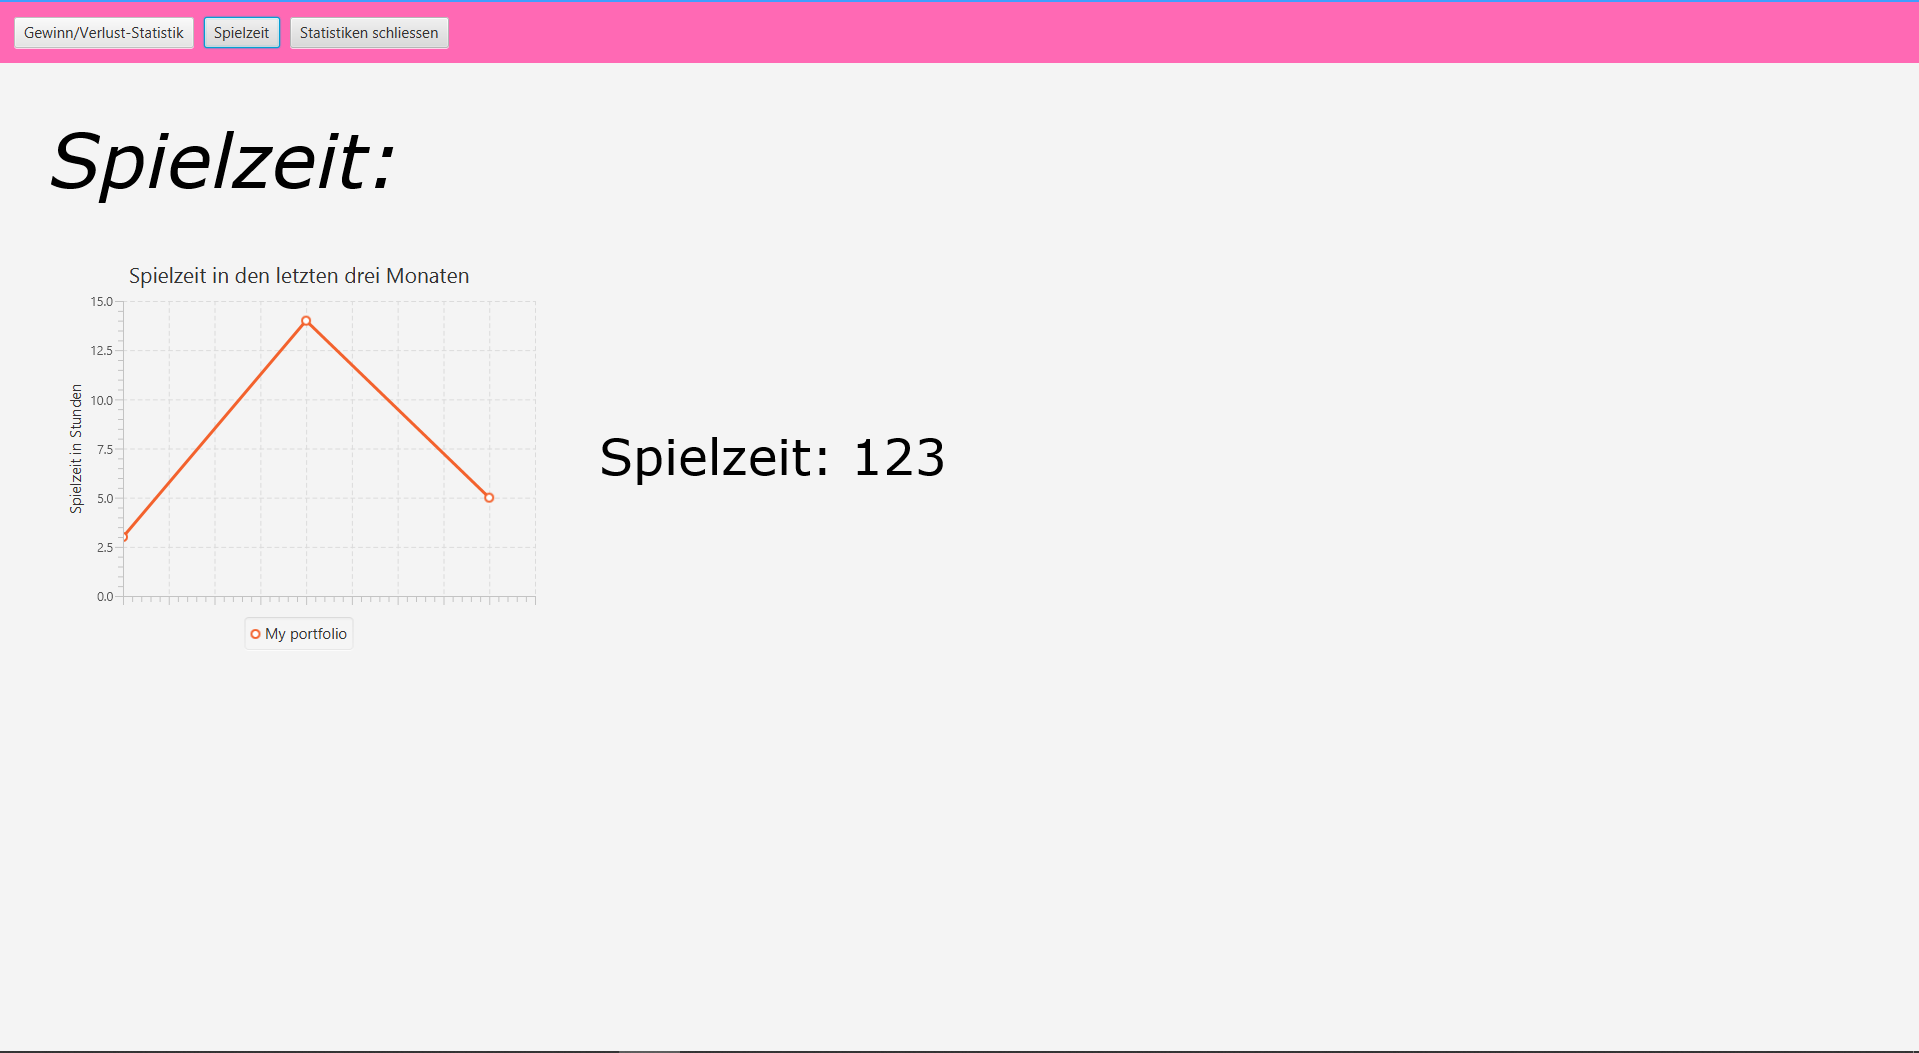 Gewinn/Verlust-Statistik Spielzeit Statistiken schliessen
Spielzeit:
Spielzeit in den letzten drei Monaten
15.0
12.5
10.0
7.5
5.0
2.5
0.0
Spielzeit in Stunden
My portfolio
Spielzeit: 123